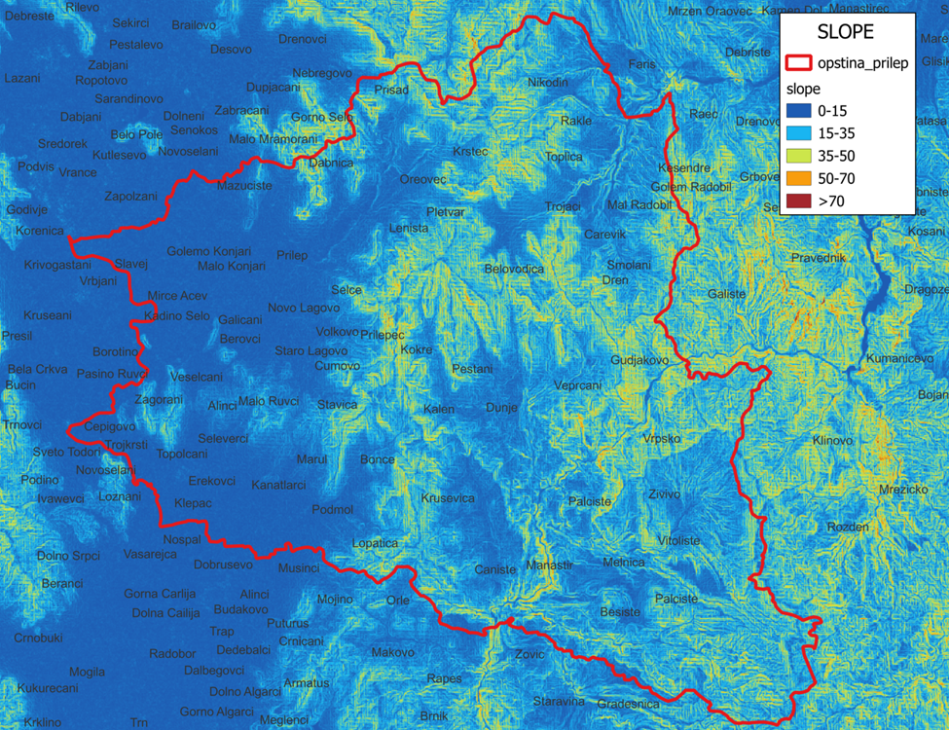 Rilevo
Debreste
Sekirci
Brailovo
Mrzen Oraovec
Kamen Dol
Manastirec
Pestalevo
Desovo
Drenovci
SLOPE
Debriste
Zabjani
Faris
opstina_prilep
Lazani
Ropotovo
Nebregovo
Nikodin
Dupjacani
Prisad
slope
Sarandinovo
0-15
Zabracani
Dabjani
Dolneni
Gorno Selo
Rakle
Raec
15-35
Belo Pole
Senokos
Malo Mramorani
Sredorek
Kutlesevo
Novoselani
Krstec
Toplica
35-50
Podvis
Vrance
Dabnica
Kesendre
50-70
Mazuciste
Oreovec
Golem Radobil
>70
Zapolzani
Godivje
Pletvar
Trojaci
Mal Radobil
Korenica
Lenista
Carevik
Kosani
Golemo Konjari
Prilep
Pravednik
Krivogastani
Slavej
Malo Konjari
Belovodica
Smolani
Vrbjani
Dren
Selce
Galiste
Mirce Acev
Kruseani
Kadino Selo
Galicani
Novo Lagovo
Presil
Berovci
Volkovo
Prilepec
Borotino
Staro Lagovo
Kokre
Gudjakovo
Kumanicevo
Bela Crkva
Pasino Ruvci
Cumovo
Pestani
Bucin
Veselcani
Veprcani
Zagorani
Alinci
Malo Ruvci
Stavica
Kalen
Dunje
Trnovci
Cepigovo
Seleverci
Vrpsko
Klinovo
Trojkrsti
Sveto Todori
Topolcani
Marul
Bonce
Novoselani
Podino
Erekovci
Kanatlarci
Mrezicko
Ivawevci
Loznani
Klepac
Krusevica
Palciste
Zivivo
Podmol
Rozden
Nospal
Lopatica
Vitoliste
Dolno Srpci
Vasarejca
Dobrusevo
Musinci
Caniste
Manastir
Melnica
Beranci
Gorna Carlija
Alinci
Mojino
Orle
Palciste
Dolna Calija
Budakovo
Besiste
Puturus
Crnobuki
Trap
Crnicani
Radobor
Dedebalci
Makovo
Zovic
Mogila
Dalbegovci
Rapes
Kukurecani
Armatus
Dolno Algarci
Staravina
Gradesnica
Gorno Algarci
Krklino
Trn
Meglenci
Brnik